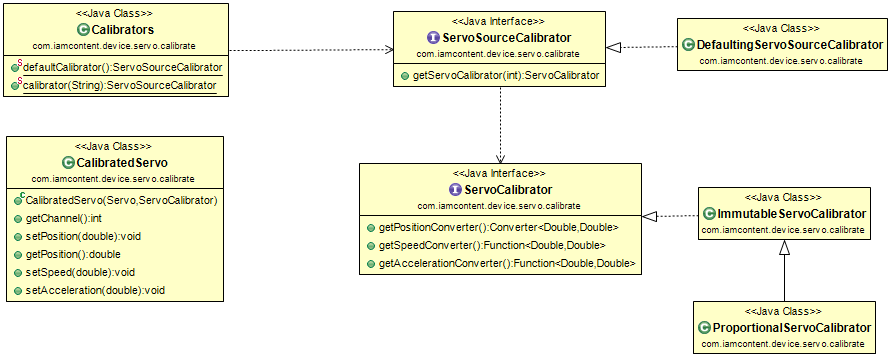 <<Java Class>>
Calibrators
com.iamcontent.device.servo.calibrate
defaultCalibrator():ServoSourceCalibrator
calibrator(String):ServoSourceCalibrator
<<Java Interface>>
ServoSourceCalibrator
com.iamcontent.device.servo.calibrate
getServoCalibrator(int):ServoCalibrator
<<Java Class>>
DefaultingServoSourceCalibrator
com.iamcontent.device.servo.calibrate
<<Java Class>>
CalibratedServo
com.iamcontent.device.servo.calibrate
CalibratedServo(Servo,ServoCalibrator)
getChannel():int
setPosition(double):void
getPosition():double
setSpeed(double):void
setAcceleration(double):void
<<Java Interface>>
ServoCalibrator
com.iamcontent.device.servo.calibrate
getPositionConverter():Converter<Double,Double>
getSpeedConverter():Function<Double,Double>
getAccelerationConverter():Function<Double,Double>
<<Java Class>>
ImmutableServoCalibrator
com.iamcontent.device.servo.calibrate
<<Java Class>>
ProportionalServoCalibrator
com.iamcontent.device.servo.calibrate